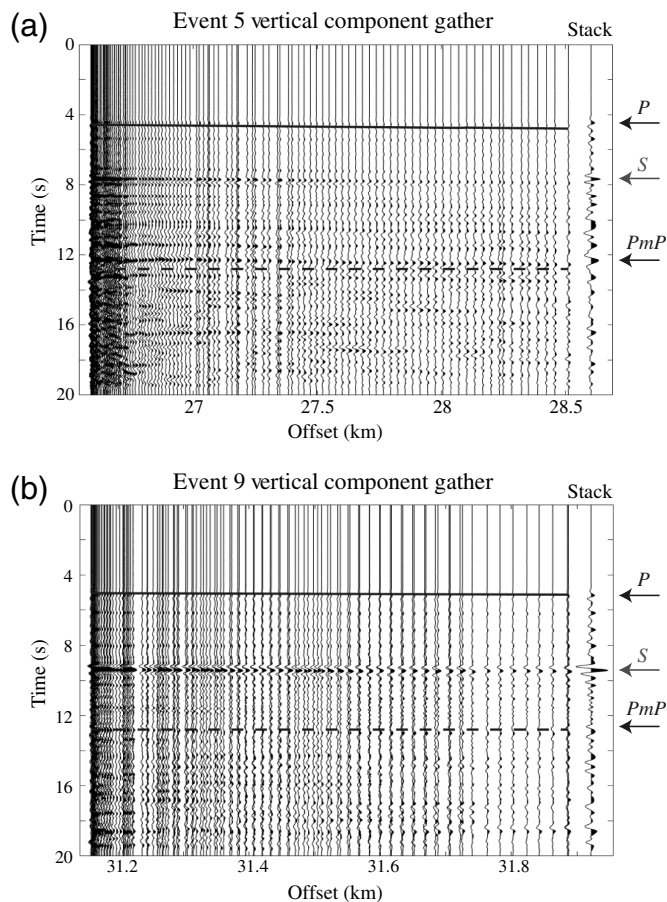 (a)
Event 5 vertical component gather
Stack
0
4
8
12
16
20
Time (s)
P
S
PmP
27
27.5
28
28.5
Offset (km)
(b)
Event 9 vertical component gather
Stack
0
4
8
12
16
20
Time (s)
P
S
PmP
31.2
31.4
31.6
31.8
Offset (km)